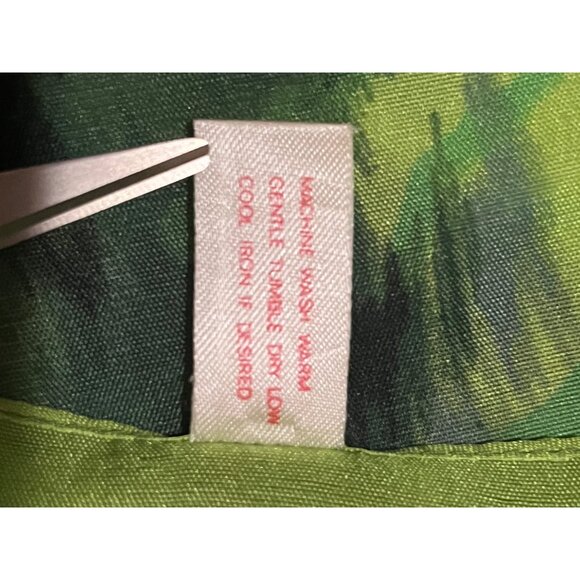 MACHINE WASH WARM
GENTLE TUMBLE DRY LOW
COOL IRON IF DESIRED